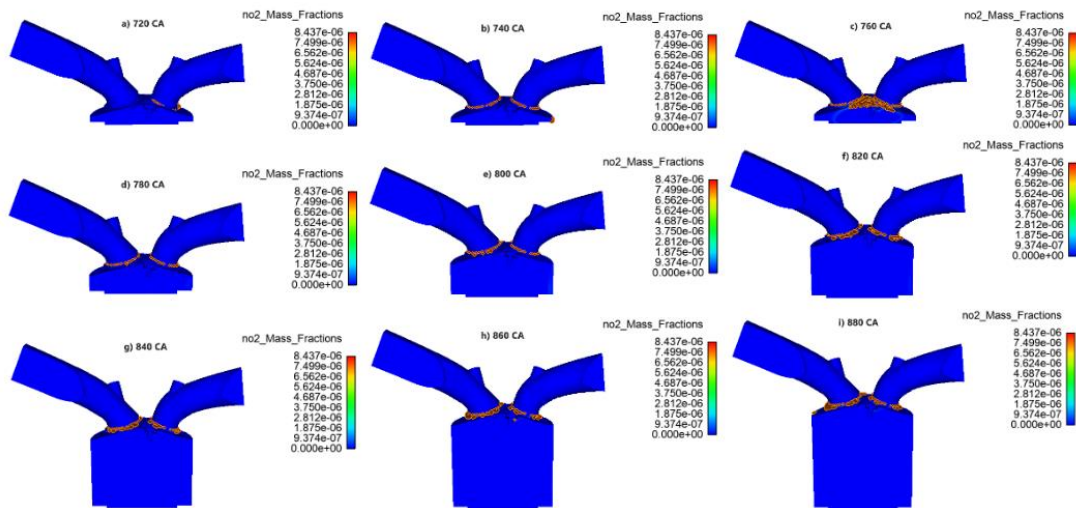 a) 720 CA
no2_Mass_Fractions
8.437e-06
7.499e-06
6.562e-06
5.624e-06
4.687e-06
3.750e-06
2.812e-06
1.875e-06
9.374e-07
0.000e+00
b) 740 CA
no2_Mass_Fractions
8.437e-06
7.499e-06
6.562e-06
5.624e-06
4.687e-06
3.750e-06
2.812e-06
1.875e-06
9.374e-07
0.000e+00
c) 760 CA
no2_Mass_Fractions
8.437e-06
7.499e-06
6.562e-06
5.624e-06
4.687e-06
3.750e-06
2.812e-06
1.875e-06
9.374e-07
0.000e+00
d) 780 CA
no2_Mass_Fractions
8.437e-06
7.499e-06
6.562e-06
5.624e-06
4.687e-06
3.750e-06
2.812e-06
1.875e-06
9.374e-07
0.000e+00
e) 800 CA
no2_Mass_Fractions
8.437e-06
7.499e-06
6.562e-06
5.624e-06
4.687e-06
3.750e-06
2.812e-06
1.875e-06
9.374e-07
0.000e+00
f) 820 CA
no2_Mass_Fractions
8.437e-06
7.499e-06
6.562e-06
5.624e-06
4.687e-06
3.750e-06
2.812e-06
1.875e-06
9.374e-07
0.000e+00
g) 840 CA
no2_Mass_Fractions
8.437e-06
7.499e-06
6.562e-06
5.624e-06
4.687e-06
3.750e-06
2.812e-06
1.875e-06
9.374e-07
0.000e+00
h) 860 CA
no2_Mass_Fractions
8.437e-06
7.499e-06
6.562e-06
5.624e-06
4.687e-06
3.750e-06
2.812e-06
1.875e-06
9.374e-07
0.000e+00
i) 880 CA
no2_Mass_Fractions
8.437e-06
7.499e-06
6.562e-06
5.624e-06
4.687e-06
3.750e-06
2.812e-06
1.875e-06
9.374e-07
0.000e+00